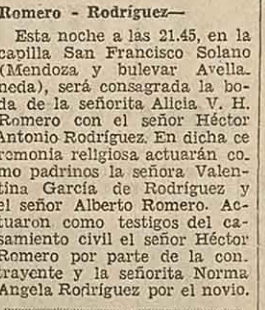 Romero - Rodríguez—
Esta noche a las 21.45, en la
capilla San Francisco Solano
(Mendoza y bulevar Avella-
neda), será consagrada la bo-
da de la señorita Alicia V. H.
Romero con el señor Héctor
Antonio Rodríguez. En dicha ce
remonia religiosa actuarán co-
mo padrinos la señora Valen-
tina García de Rodríguez y
el señor Alberto Romero. Ac-
tuaron como testigos del ca-
samiento civil el señor Héctor
Romero por parte de la con-
trayente y la señorita Norma
Angela Rodríguez por el novio.